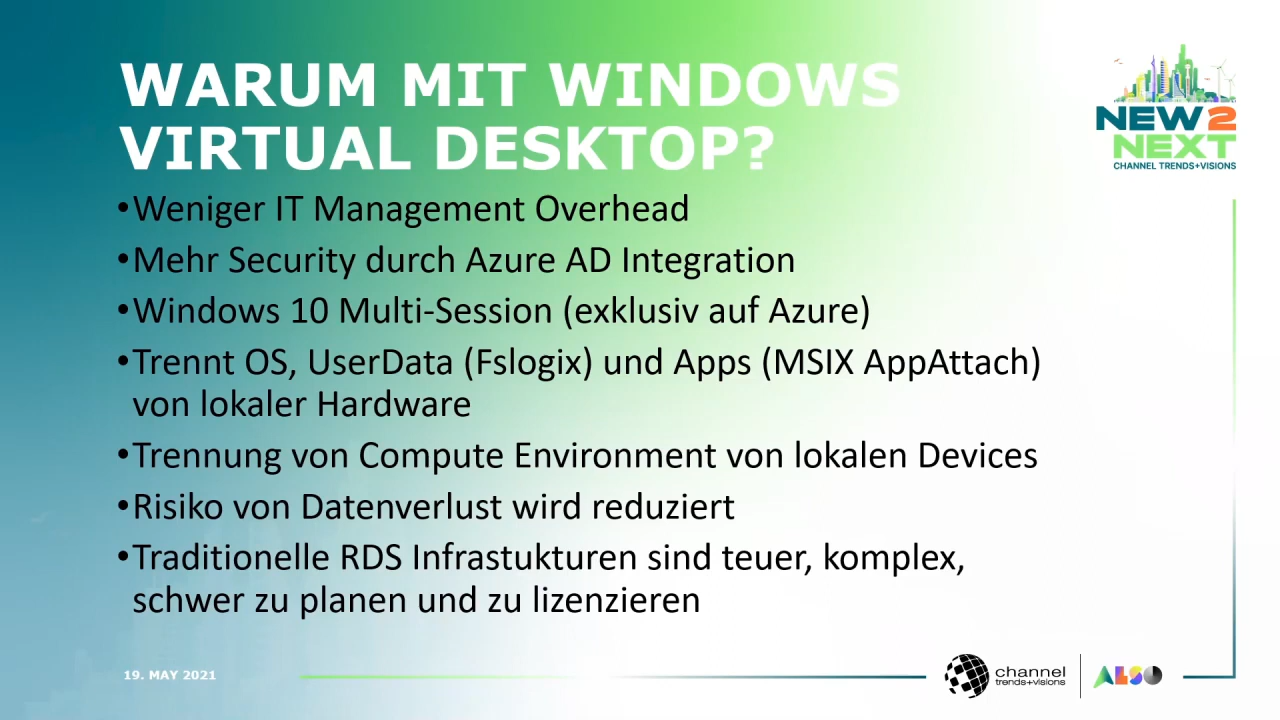 WARUM MIT WINDOWS
VIRTUAL DESKTOP?
NEW2
NEXT
CHANNEL TRENDS+VISIONS
•Weniger IT Management Overhead
•Mehr Security durch Azure AD Integration
•Windows 10 Multi-Session (exklusiv auf Azure)
•Trennt OS, UserData (Fslogix) und Apps (MSIX AppAttach)
von lokaler Hardware
•Trennung von Compute Environment von lokalen Devices
•Risiko von Datenverlust wird reduziert
•Traditionelle RDS Infrastukturen sind teuer, komplex,
schwer zu planen und zu lizenzieren
19. MAY 2021
channel
trends+visions
ALSO